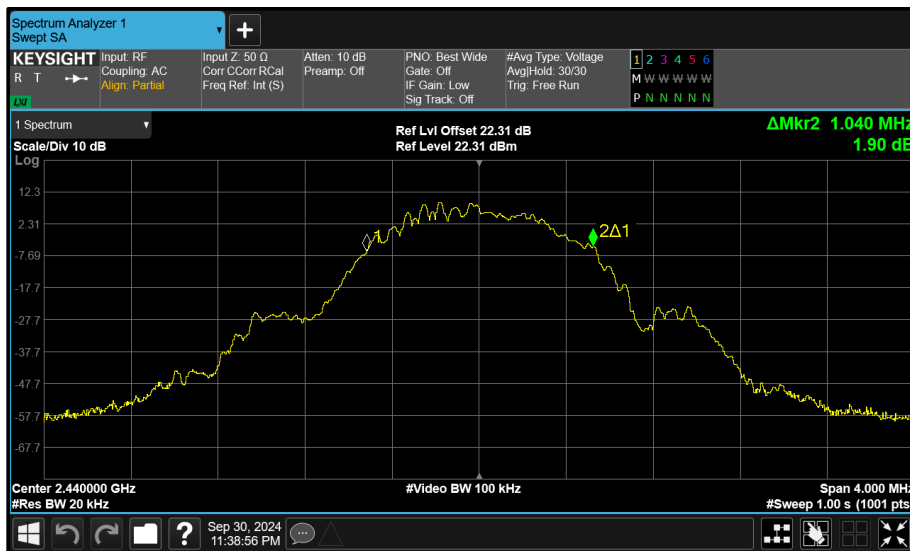 Spectrum Analyzer 1
Swept SA
KEYSIGHT
R T
LXI
Input: RF
Coupling: AC
Align: Partial
Input Z: 50 Ω
Corr CCorr RCal
Freq Ref: Int (S)
Atten: 10 dB
Preamp: Off
PNO: Best Wide
Gate: Off
IF Gain: Low
Sig Track: Off
#Avg Type: Voltage
Avg|Hold: 30/30
Trig: Free Run
1 2 3 4 5 6
M W W W W W
P N N N N N
1 Spectrum
Scale/Div 10 dB
Ref Lvl Offset 22.31 dB
Ref Level 22.31 dBm
ΔMkr2 1.040 MHz
1.90 dB
Log
12.3
2.31
-7.69
-17.7
-27.7
-37.7
-47.7
-57.7
-67.7
1
2Δ1
Center 2.440000 GHz
#Res BW 20 kHz
#Video BW 100 kHz
Span 4.000 MHz
#Sweep 1.00 s (1001 pts
?
Sep 30, 2024
11:38:56 PM